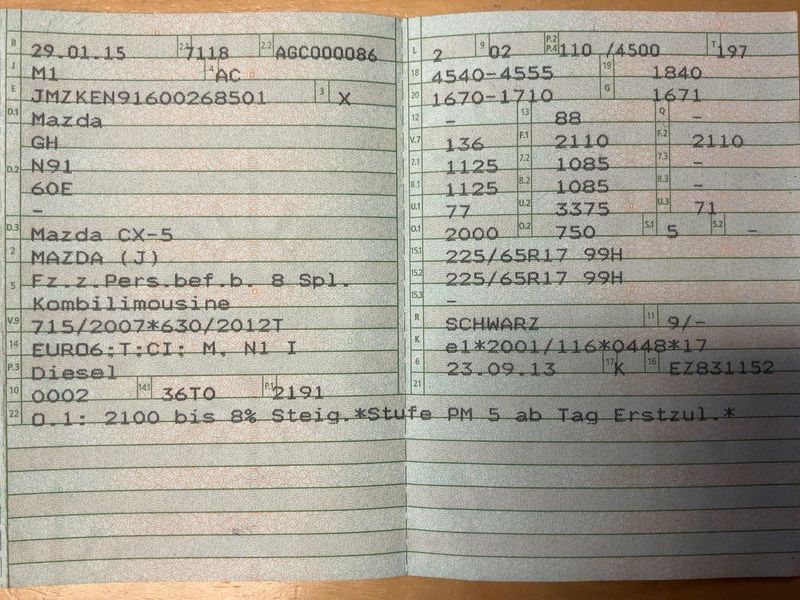 B 29.01.15 2.1 7118 2.2 AGC000086
J M1 4 AC
E JMZKEN91600268501 3 X
D.1 Mazda
GH
D.2 N91
60E
–
D.3 Mazda CX-5
2 MAZDA (J)
5 Fz.z.Pers.bef.b. 8 Spl.
Kombilimousine
V.9 715/2007*630/2012T
14 EURO6;T;CI; M, N1 I
P.3 Diesel
10 0002 14.1 36T0 P.1 2191
22 O.1: 2100 bis 8% Steig.*Stufe PM 5 ab Tag Erstzul.*
L 2 9 02 P.2 P.4 110 /4500 T 197
18 4540-4555 19 1840
20 1670-1710 G 1671
12 – 13 88 Q –
V.7 136 F.1 2110 F.2 2110
7.1 1125 7.2 1085 7.3 –
8.1 1125 8.2 1085 8.3 –
U.1 77 U.2 3375 U.3 71
O.1 2000 O.2 750 S.1 5 S.2 –
15.1 225/65R17 99H
15.2 225/65R17 99H
15.3 –
R SCHWARZ 11 9/-
K e1*2001/116*0448*17
6 23.09.13 17 K 16 EZ831152
21